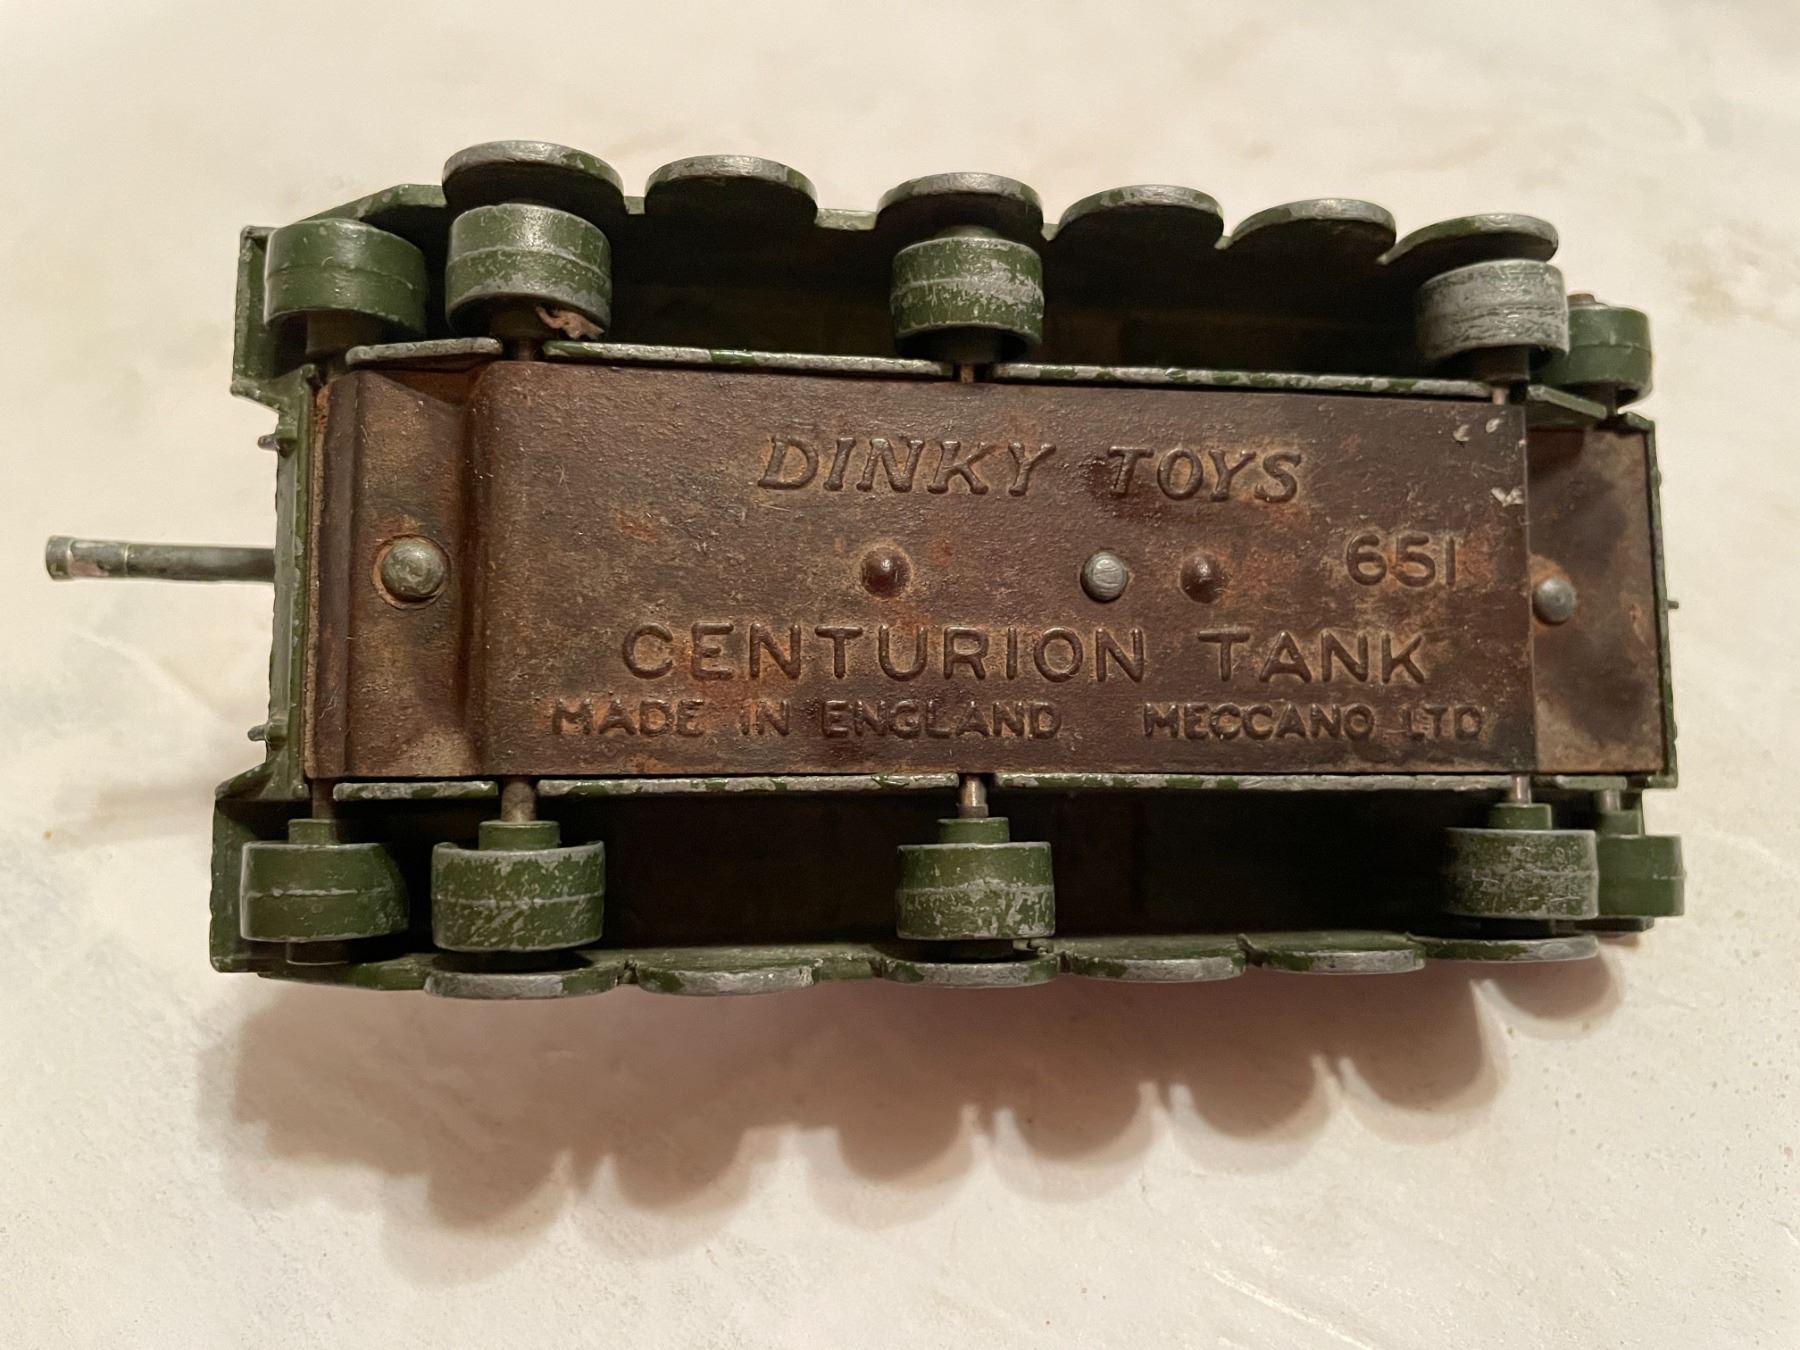 DINKY TOYS
651
CENTURION TANK
MADE IN ENGLAND MECCANO LTD